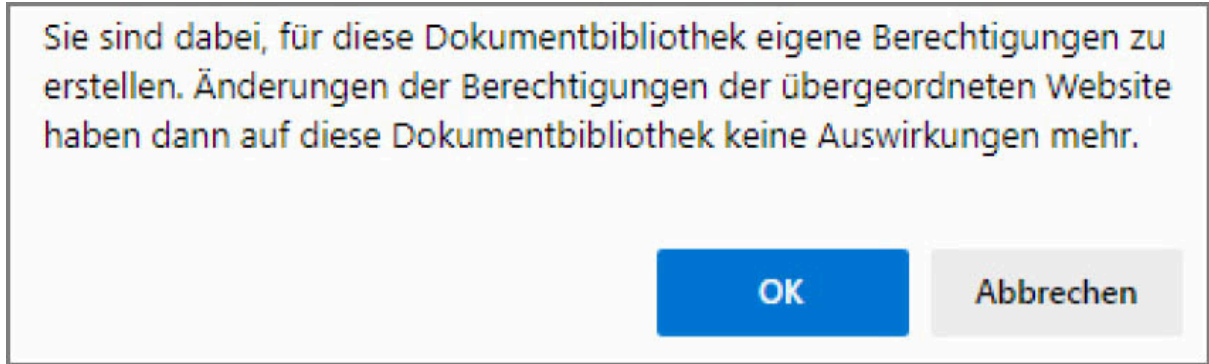 Sie sind dabei, für diese Dokumentbibliothek eigene Berechtigungen zu
erstellen. Änderungen der Berechtigungen der übergeordneten Website
haben dann auf diese Dokumentbibliothek keine Auswirkungen mehr.
OK
Abbrechen